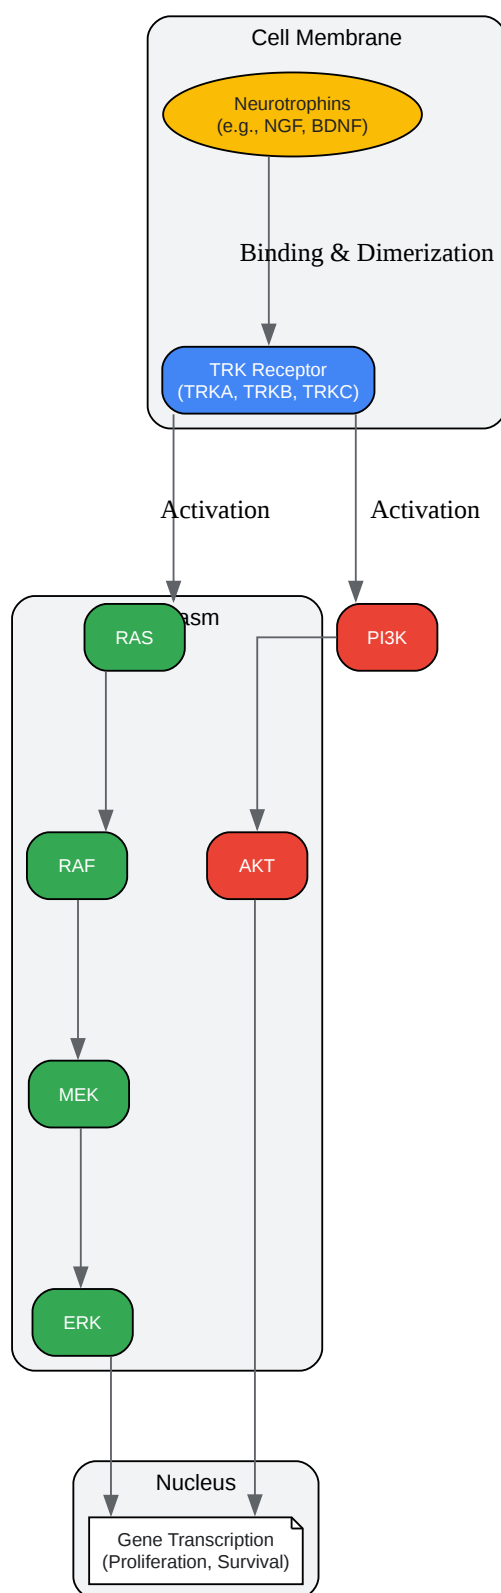 Cell Membrane
Neurotrophins
(e.g., NGF, BDNF)
Binding & Dimerization
TRK Receptor
(TRKA, TRKB, TRKC)
Activation
Activation
asm
RAS
PI3K
RAF
AKT
MEK
ERK
Nucleus
Gene Transcription
(Proliferation, Survival)